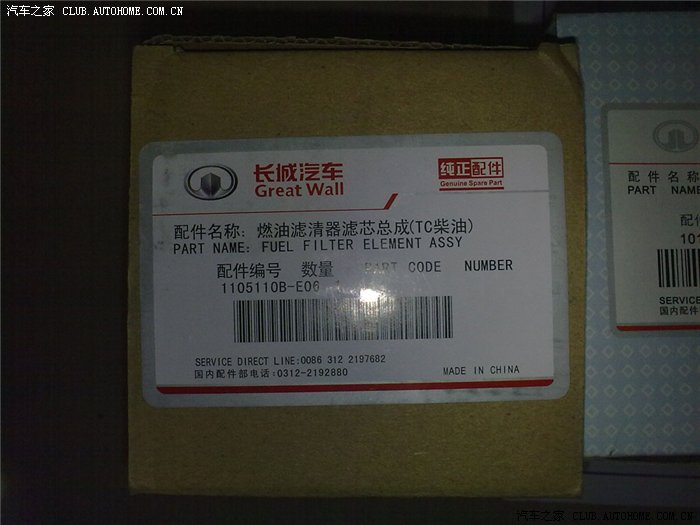 汽车之家 CLUB.AUTOHOME.COM.CN
长城汽车
Great Wall
纯正配件
Genuine Spare Part
配件名称: 燃油滤清器滤芯总成(TC柴油)
PART NAME: FUEL FILTER ELEMENT ASSY
配件编号 数量 PART CODE NUMBER
1105110B-E06
SERVICE DIRECT LINE:0086 312 2197682
国内配件部电话:0312-2192880
MADE IN CHINA
配件名称
PART NAME
配件
101
SERVICE
国内配件
汽车之家 CLUB.AUTOHOME.COM.CN